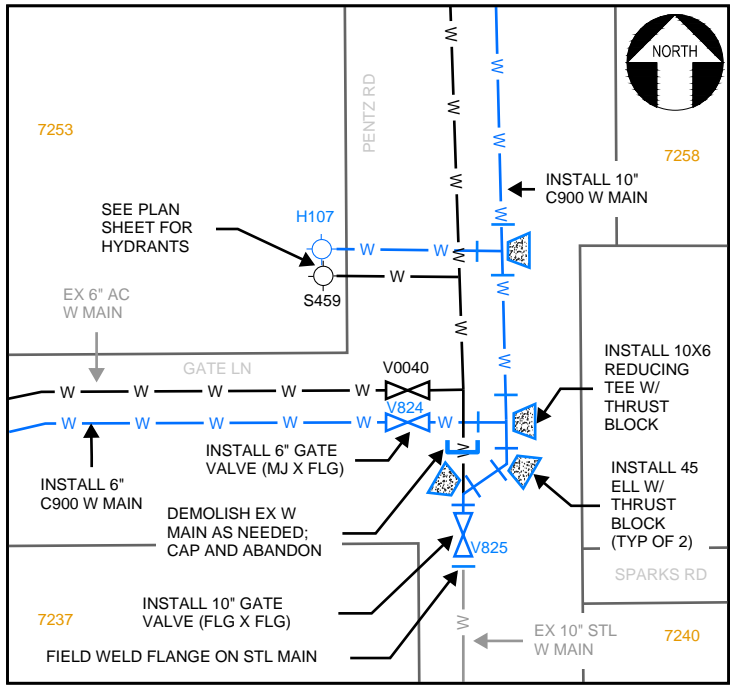 NORTH
PENTZ RD
7253
7258
INSTALL 10"
C900 W MAIN
SEE PLAN
SHEET FOR
HYDRANTS
H107
S459
EX 6" AC
W MAIN
GATE LN
V0040
V824
INSTALL 10X6
REDUCING
TEE W/
THRUST
BLOCK
INSTALL 6" GATE
VALVE (MJ X FLG)
INSTALL 6"
C900 W MAIN
INSTALL 45
ELL W/
THRUST
BLOCK
(TYP OF 2)
DEMOLISH EX W
MAIN AS NEEDED;
CAP AND ABANDON
V825
SPARKS RD
7237
INSTALL 10" GATE
VALVE (FLG X FLG)
EX 10" STL
W MAIN
7240
FIELD WELD FLANGE ON STL MAIN
W W W W W W
W W W W W W
W W W
W
W
W
W
W
W
W
W
W
W
W
W
W
W